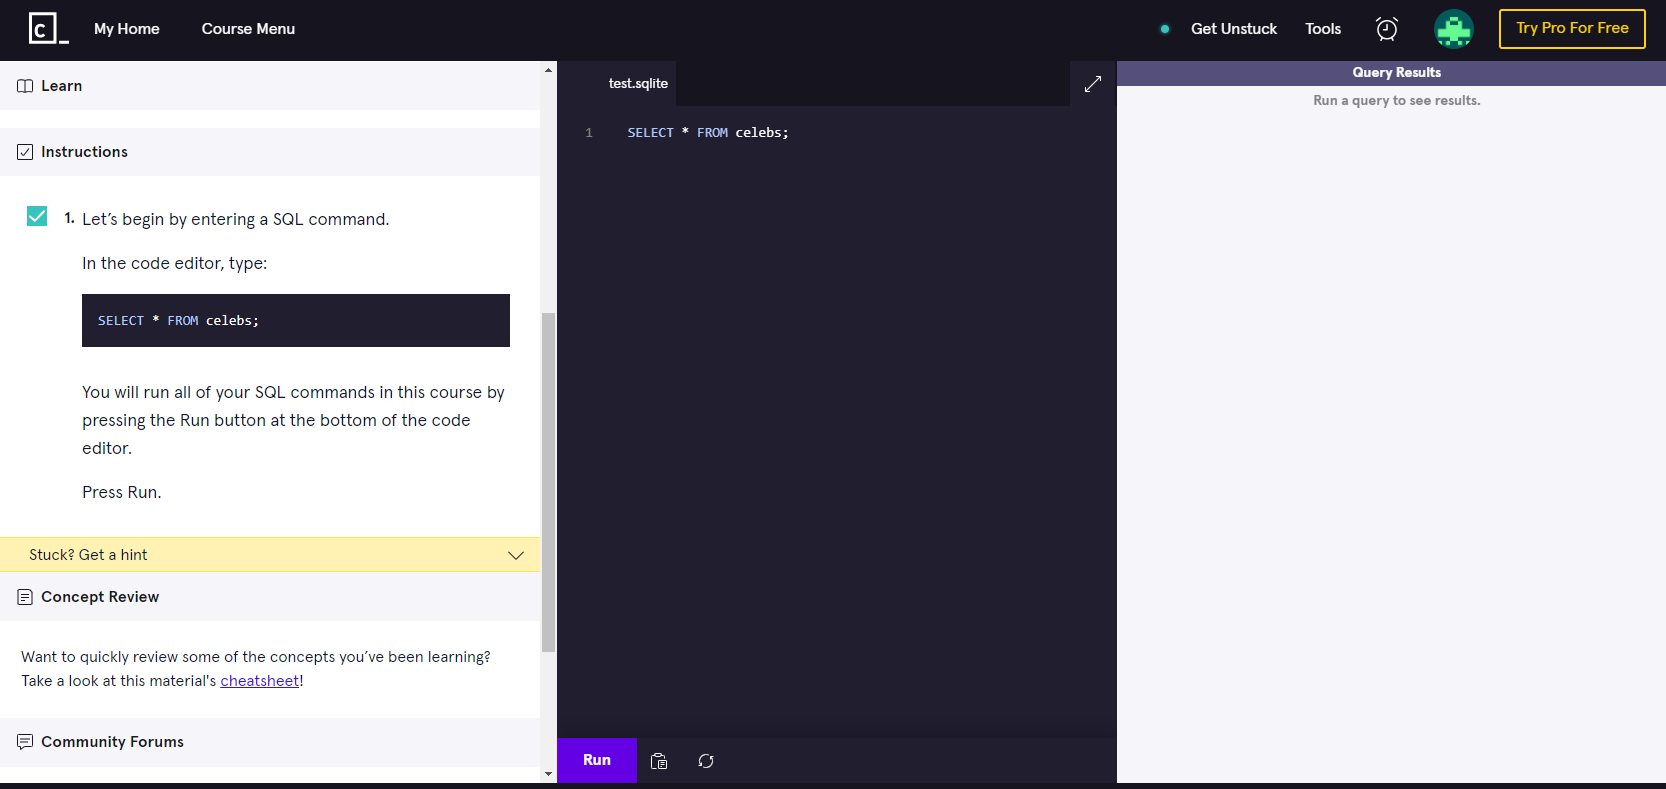 C_
My Home
Course Menu
Get Unstuck
Tools
Try Pro For Free
Learn
Instructions
1. Let's begin by entering a SQL command.
In the code editor, type:
SELECT * FROM celebs;
You will run all of your SQL commands in this course by
pressing the Run button at the bottom of the code
editor.
Press Run.
Stuck? Get a hint
Concept Review
Want to quickly review some of the concepts you've been learning?
Take a look at this material's cheatsheet!
Community Forums
test.sqlite
1 SELECT * FROM celebs;
Run
Query Results
Run a query to see results.